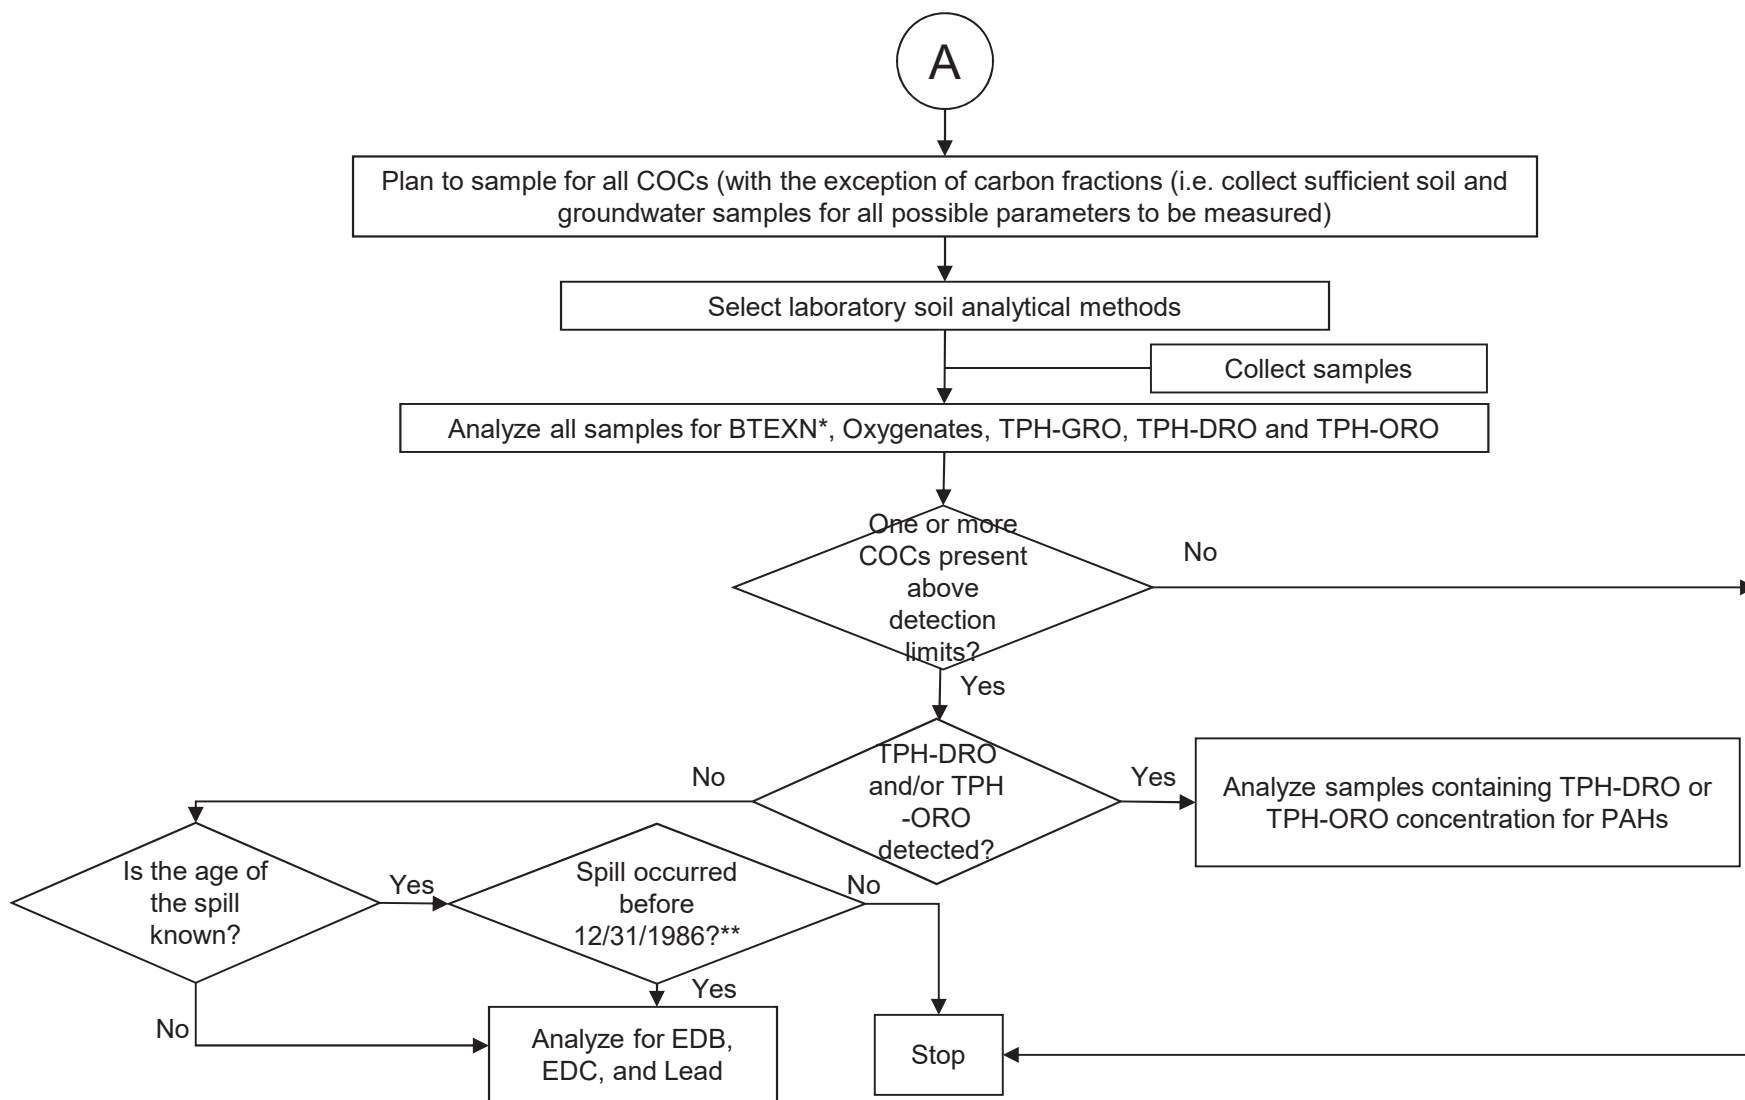 A
Plan to sample for all COCs (with the exception of carbon fractions (i.e. collect sufficient soil and
groundwater samples for all possible parameters to be measured)
Select laboratory soil analytical methods
Collect samples
Analyze all samples for BTEXN*, Oxygenates, TPH-GRO, TPH-DRO and TPH-ORO
One or more
COCs present
above
detection
limits?
No
Yes
TPH-DRO
and/or TPH
-ORO
detected?
No
Yes
Analyze samples containing TPH-DRO or
TPH-ORO concentration for PAHs
Is the age of
the spill
known?
Yes
Spill occurred
before
12/31/1986?**
No
Yes
No
Analyze for EDB,
EDC, and Lead
Stop